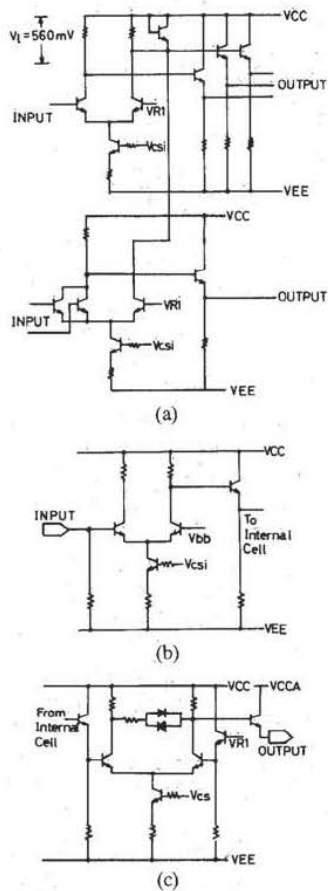 VCC
Vℓ=560mV
OUTPUT
INPUT
VR1
Vcsi
VEE
VCC
OUTPUT
INPUT
VR1
Vcsi
VEE
(a)
VCC
INPUT
Vbb
To
Internal
Cell
Vcsi
VEE
(b)
VCC
VCCA
From
Internal
Cell
VR1
OUTPUT
Vcs
VEE
(c)